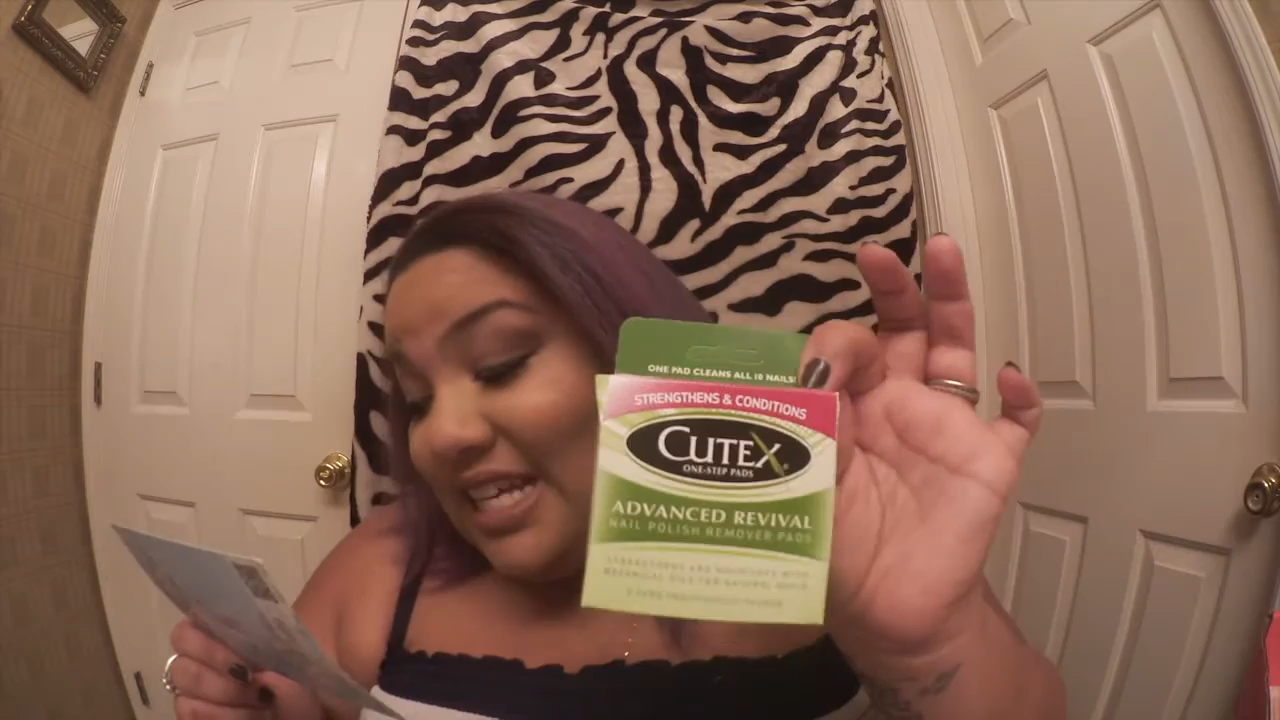 ONE PAD CLEANS ALL 10 NAILS!
STRENGTHENS & CONDITIONS
CUTEX
ONE-STEP PADS
ADVANCED REVIVAL
NAIL POLISH REMOVER PADS